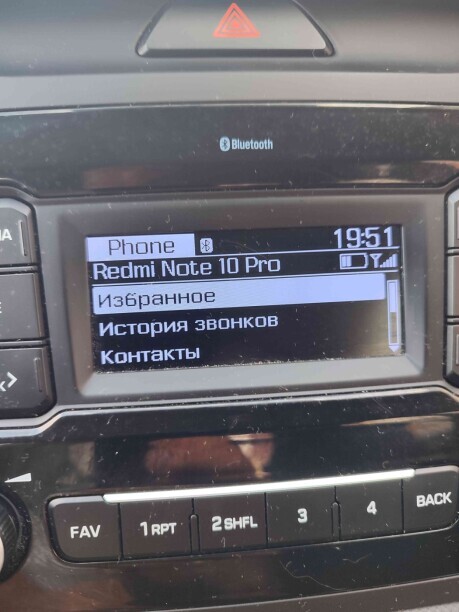 Bluetooth
Phone 19:51
Redmi Note 10 Pro
Избранное
История звонков
Контакты
FAV 1 RPT 2 SHFL 3 4 BACK